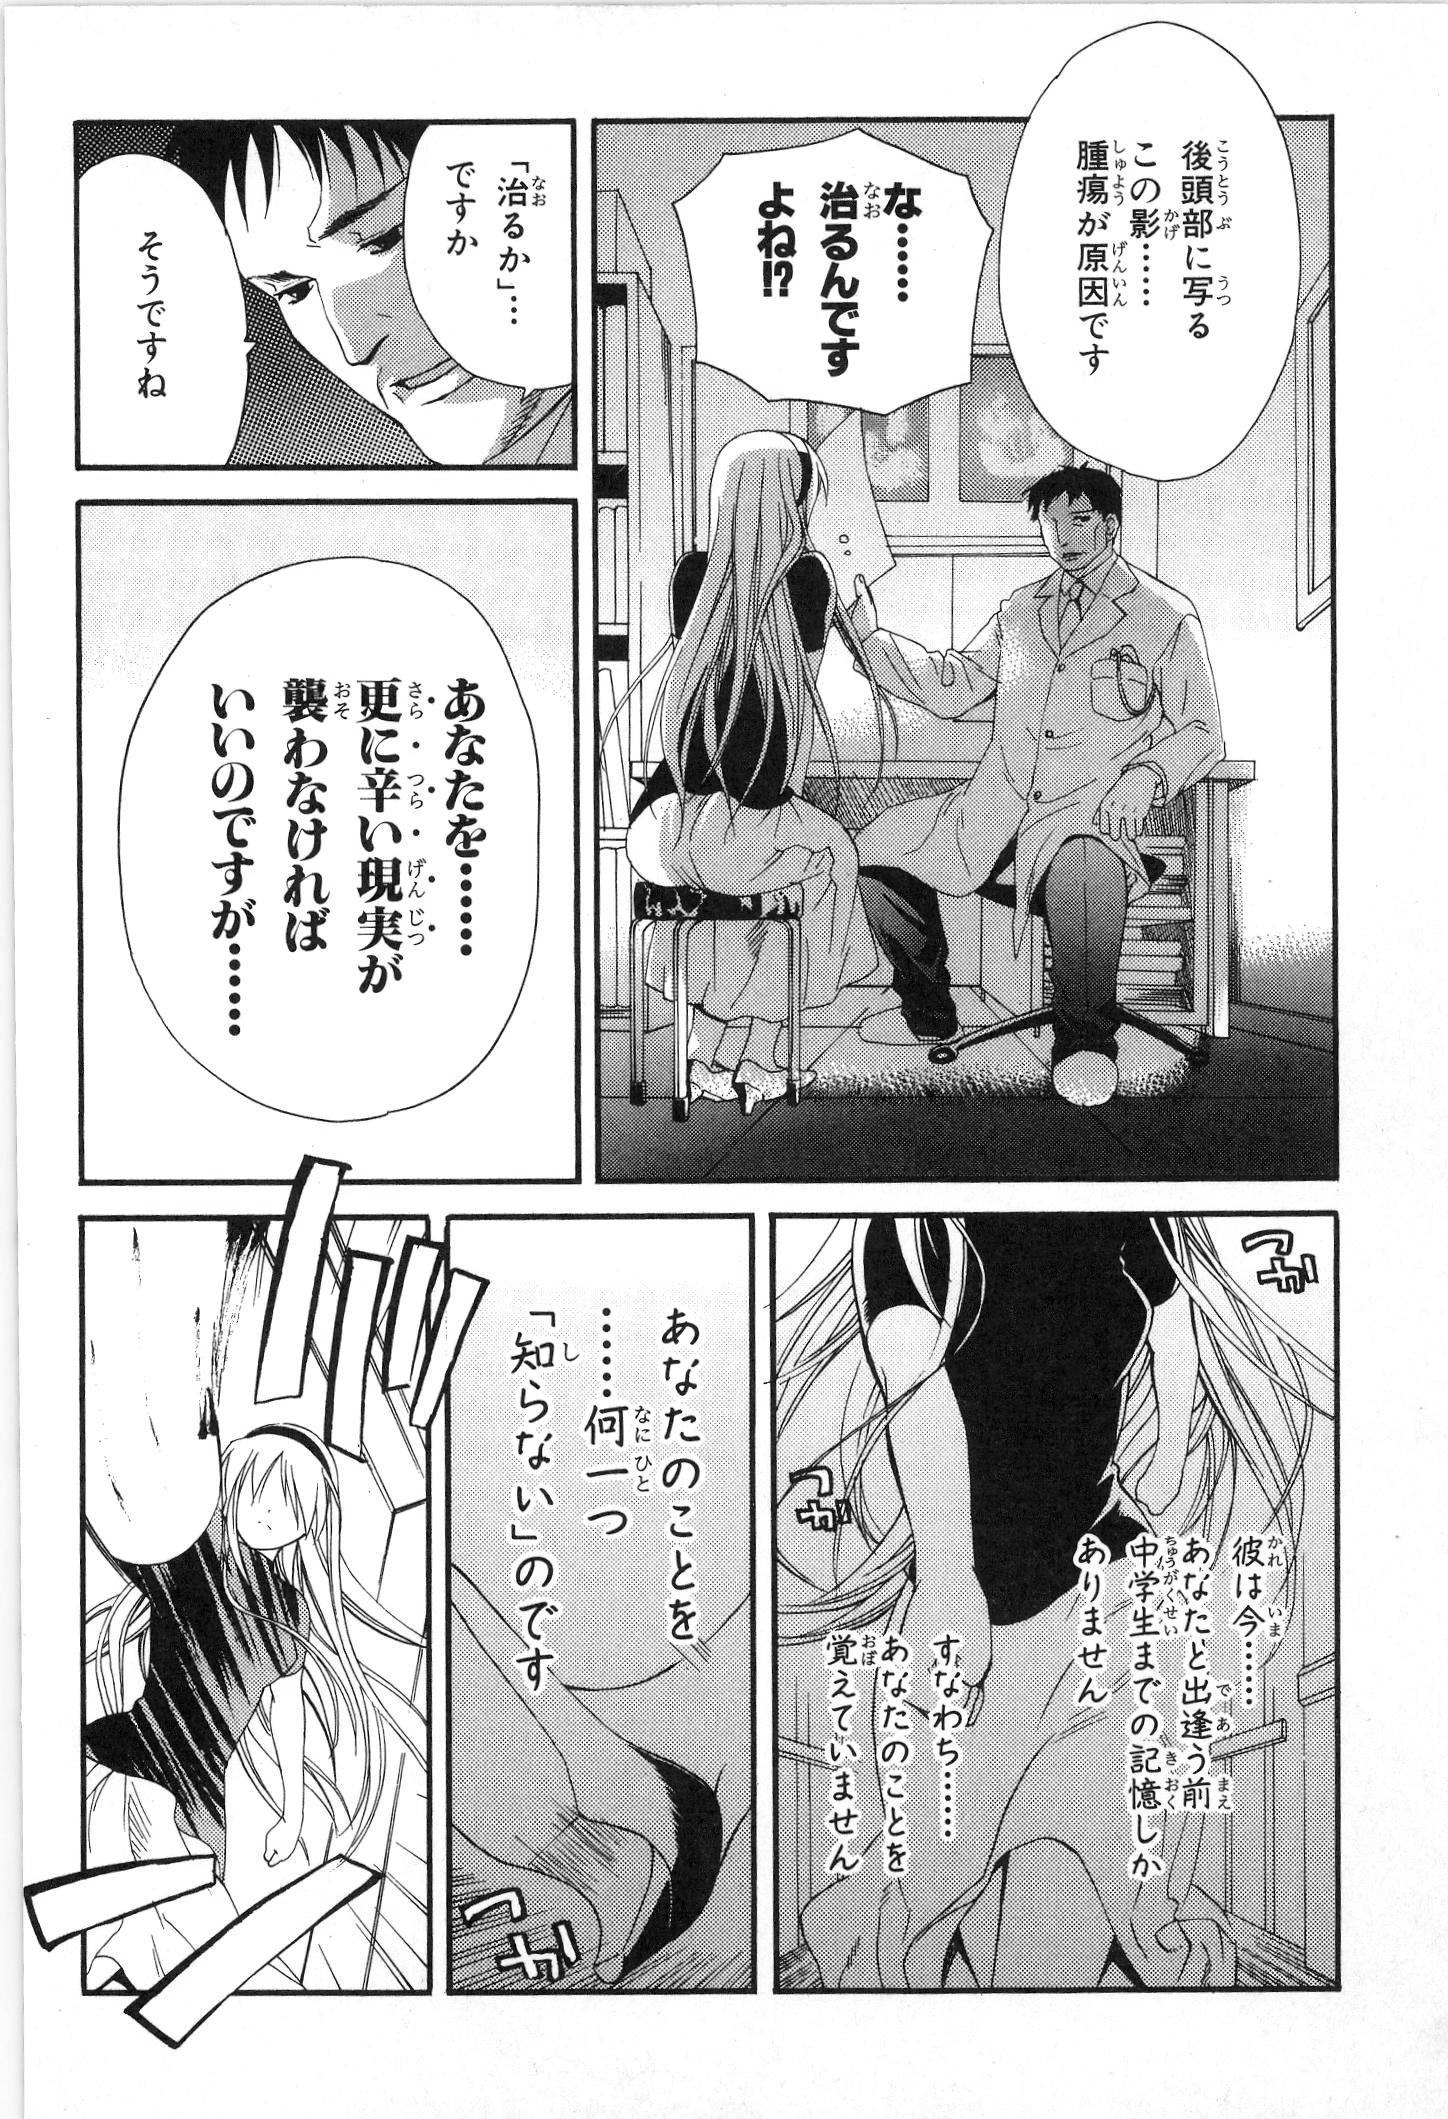 後頭部に写る
この影……
腫瘍が原因です
な……
治るんです
よね!?
「治るか」…
ですか
そうですね
あなたを……
更に辛い現実が
襲わなければ
いいのですが……
フギ
フギ
彼は今……
あなたと出逢う前
中学生までの記憶しか
ありません
すなわち……
あなたのことを
覚えていません
あなたのことを
……何一つ
「知らない」のです
フギ